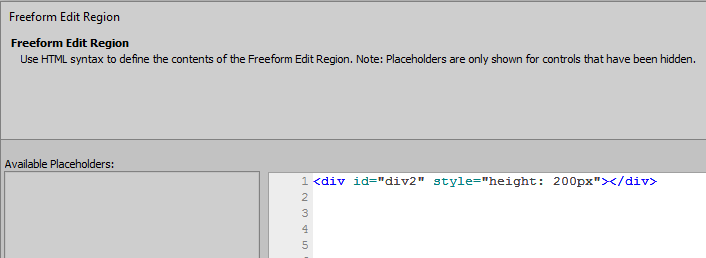 Freeform Edit Region
Freeform Edit Region
Use HTML syntax to define the contents of the Freeform Edit Region. Note: Placeholders are only shown for controls that have been hidden.
Available Placeholders:
1 <div id="div2" style="height: 200px"></div>
2
3
4
5